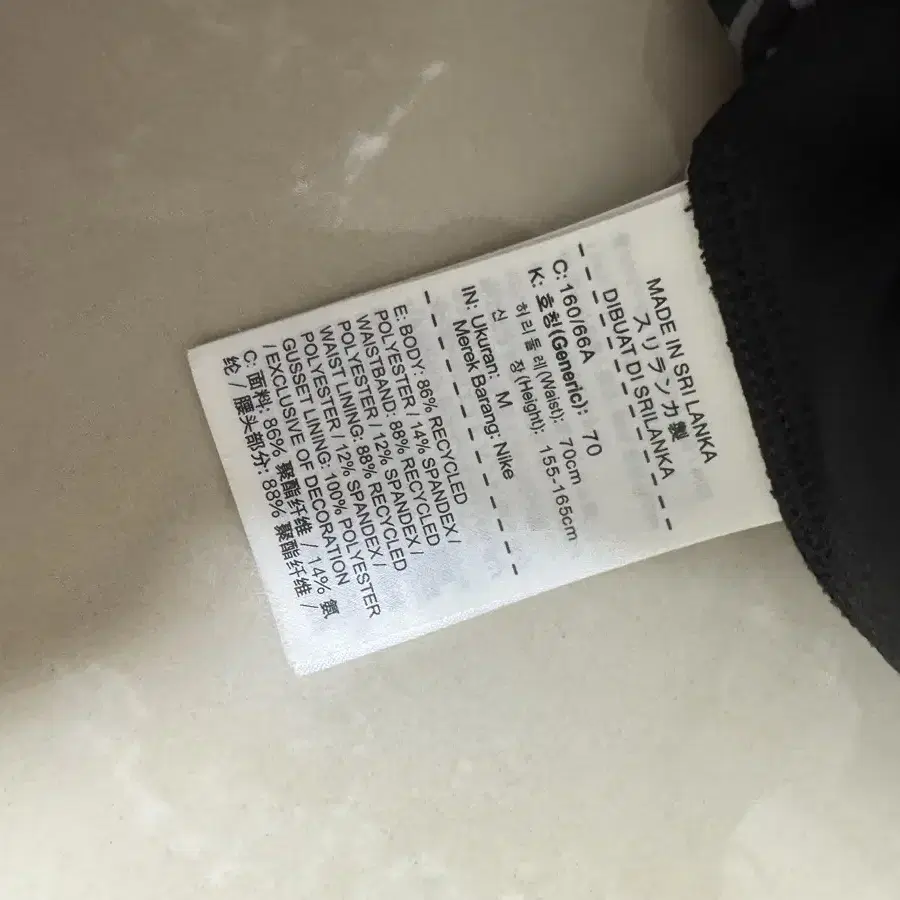 MADE IN SRI LANKA
スリランカ製
DIBUAT DI SRILANKA
C: 160/66A
K: 호칭(Generic): 70
허리둘레(Waist): 70cm
신 장(Height): 155-165cm
IN: Ukuran: M
Merek Barang: Nike
E: BODY: 86% RECYCLED
POLYESTER / 14% SPANDEX /
WAISTBAND: 88% RECYCLED
POLYESTER / 12% SPANDEX /
WAIST LINING: 88% RECYCLED
POLYESTER / 12% SPANDEX /
GUSSET LINING: 100% POLYESTER
/ EXCLUSIVE OF DECORATION
C: 面料: 86% 聚酯纤维 / 14% 氨
纶 / 腰头部分: 88% 聚酯纤维 /